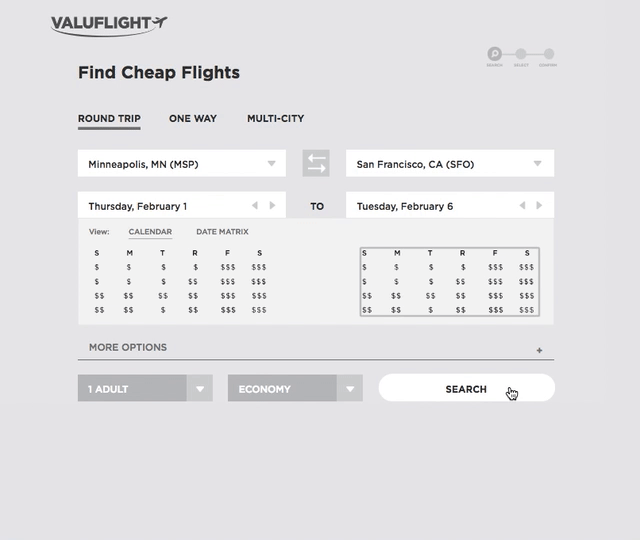 VALUFLIGHT
SEARCH SELECT CONFIRM
Find Cheap Flights
ROUND TRIP ONE WAY MULTI-CITY
Minneapolis, MN (MSP) San Francisco, CA (SFO)
Thursday, February 1 TO Tuesday, February 6
View: CALENDAR DATE MATRIX
S M T R F S S M T R F S
$ $ $ $ $$$ $$$ $ $ $ $ $$$ $$$
$ $ $ $$ $$$ $$$ $ $ $ $$ $$$ $$$
$$ $$ $$ $ $$$ $$$ $$ $$ $$ $ $$$ $$$
$$ $$ $ $$ $$$ $$$ $$ $$ $ $$ $$$ $$$
MORE OPTIONS +
1 ADULT ECONOMY SEARCH